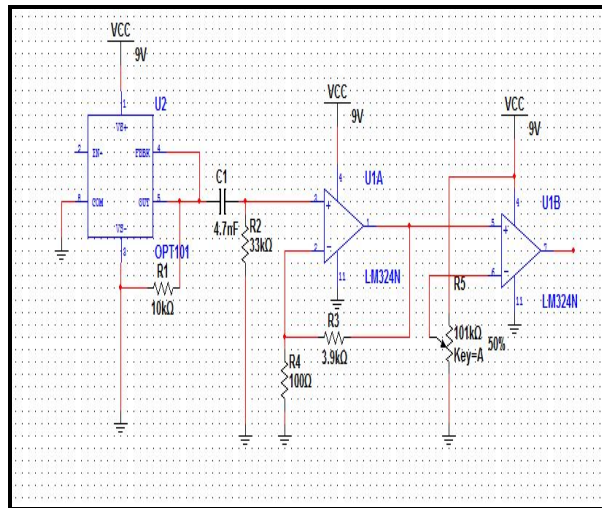 VCC
9V
1
U2
VS+
2
IN-
FDBK
4
8
COM
OUT
5
VS-
3
OPT101
R1
10kΩ
C1
4.7nF
R2
33kΩ
VCC
9V
4
U1A
3
+
1
2
−
11
LM324N
R3
3.9kΩ
R4
100Ω
VCC
9V
4
U1B
5
+
7
6
−
11
LM324N
R5
101kΩ
50%
Key=A